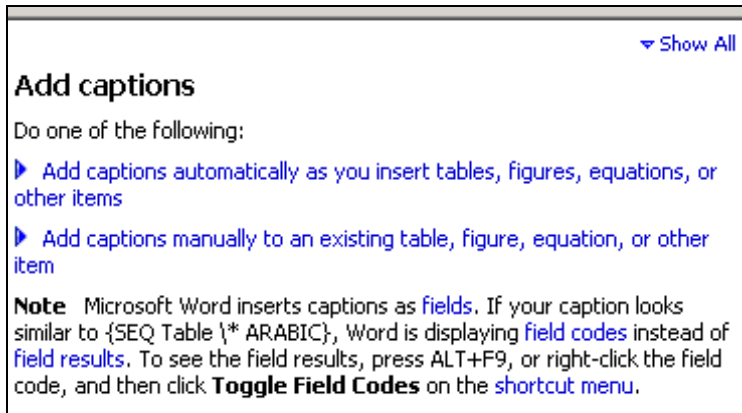 Show All
Add captions
Do one of the following:
Add captions automatically as you insert tables, figures, equations, or
other items
Add captions manually to an existing table, figure, equation, or other
item
Note Microsoft Word inserts captions as fields. If your caption looks
similar to {SEQ Table \* ARABIC}, Word is displaying field codes instead of
field results. To see the field results, press ALT+F9, or right-click the field
code, and then click Toggle Field Codes on the shortcut menu.